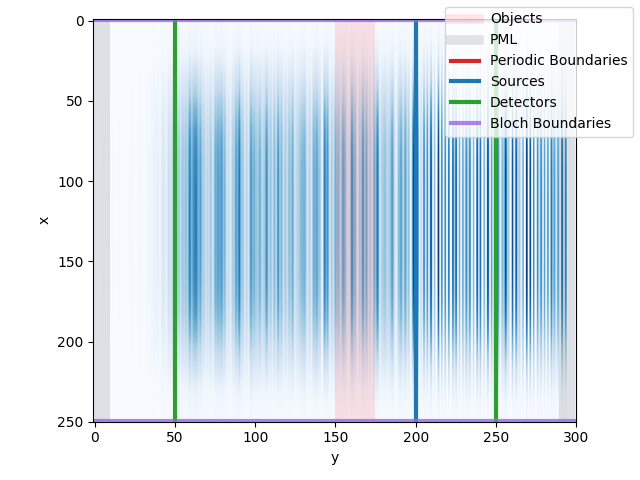 Objects
PML
Periodic Boundaries
Sources
Detectors
Bloch Boundaries
0
50
100
150
200
250
x
0 50 100 150 200 250 300
y